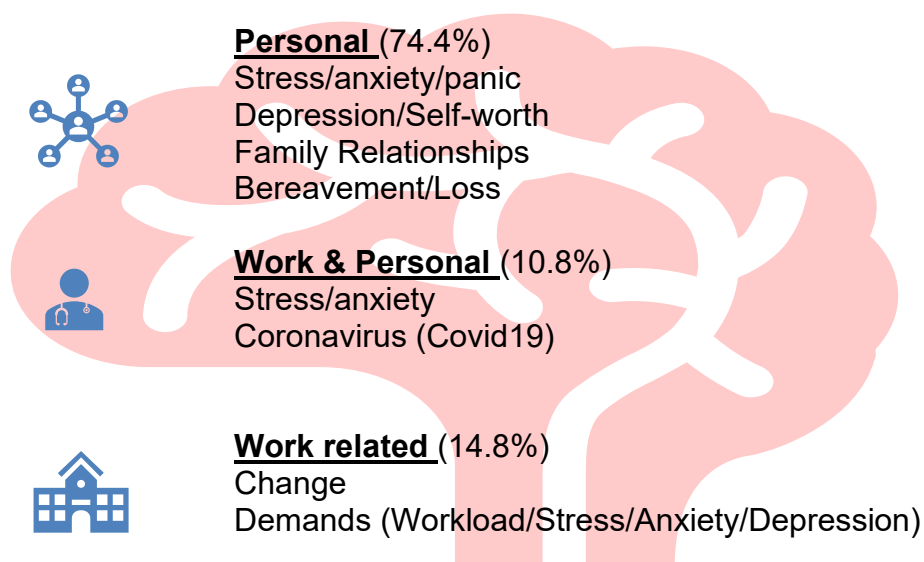 Personal (74.4%)
Stress/anxiety/panic
Depression/Self-worth
Family Relationships
Bereavement/Loss
Work & Personal (10.8%)
Stress/anxiety
Coronavirus (Covid19)
Work related (14.8%)
Change
Demands (Workload/Stress/Anxiety/Depression)